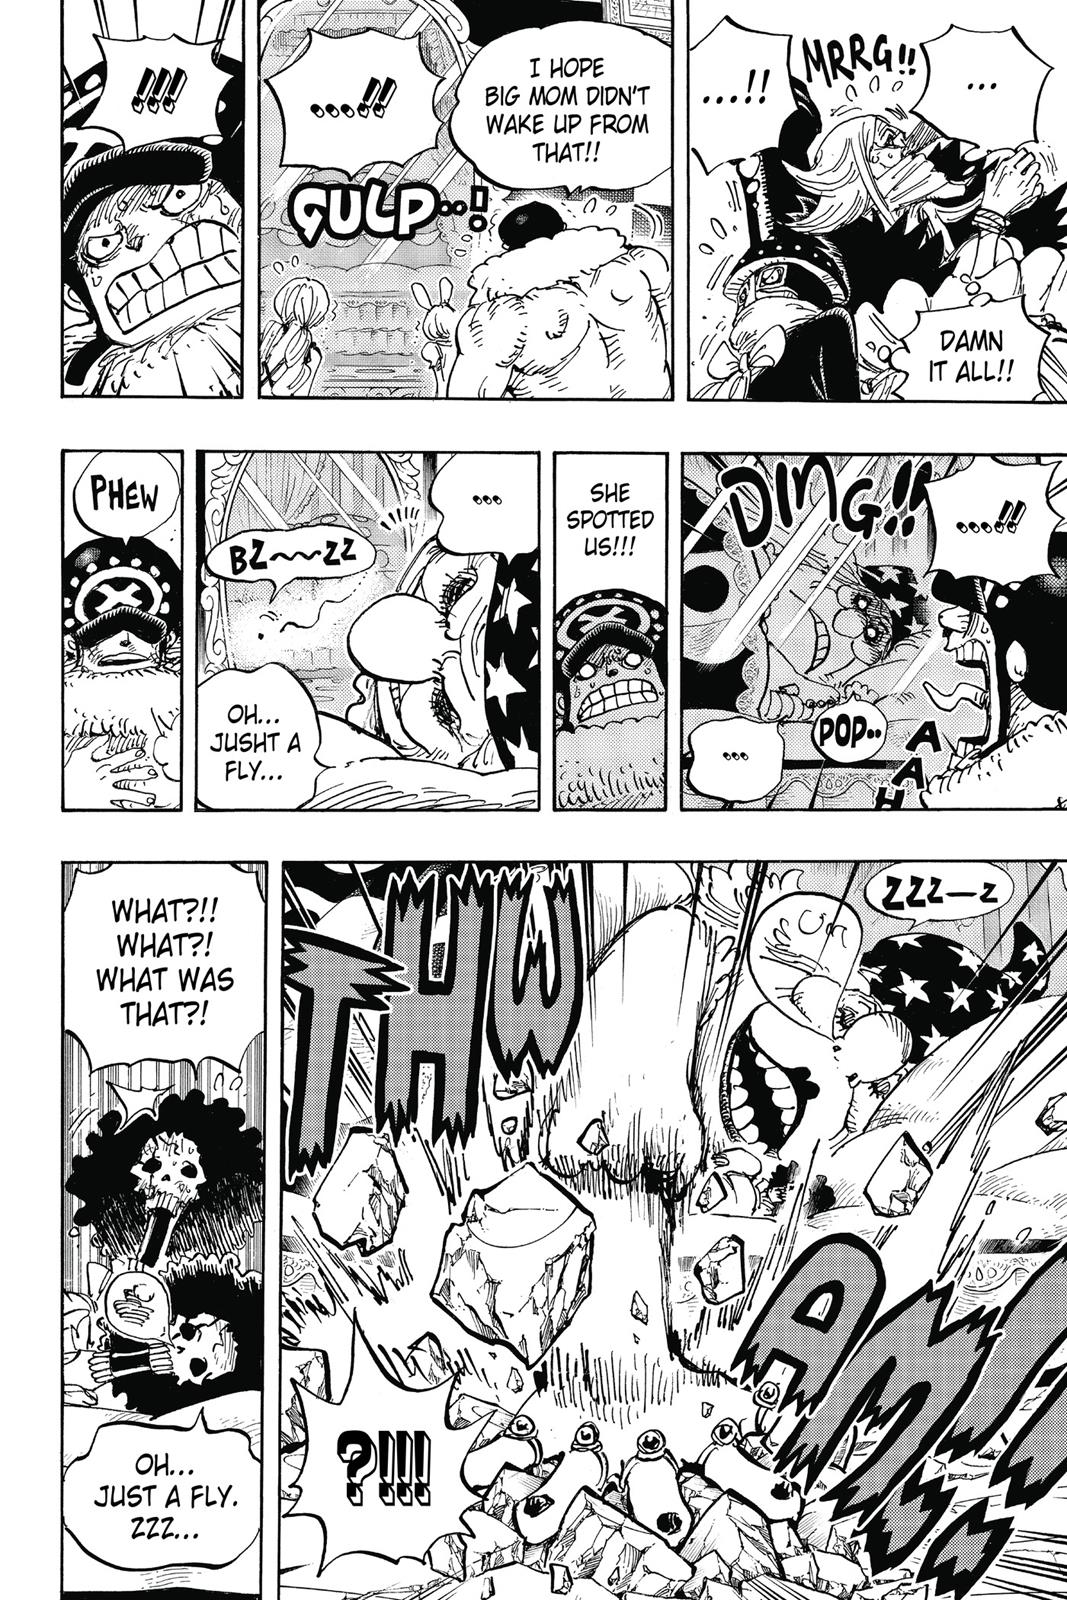 ...
MRRG!!
...!!
DAMN
IT ALL!!
I HOPE
BIG MOM DIDN'T
WAKE UP FROM
THAT!!
...!!
GULP..!
!!!
...!!
DING!!
POP..
...
AAH
SHE
SPOTTED
US!!!
...
BZ~~ZZ
OH...
JUSHT A
FLY...
PHEW
ZZZ—Z
THWAM!!
?!!!
WHAT?!!
WHAT?!
WHAT WAS
THAT?!
OH...
JUST A FLY.
ZZZ...